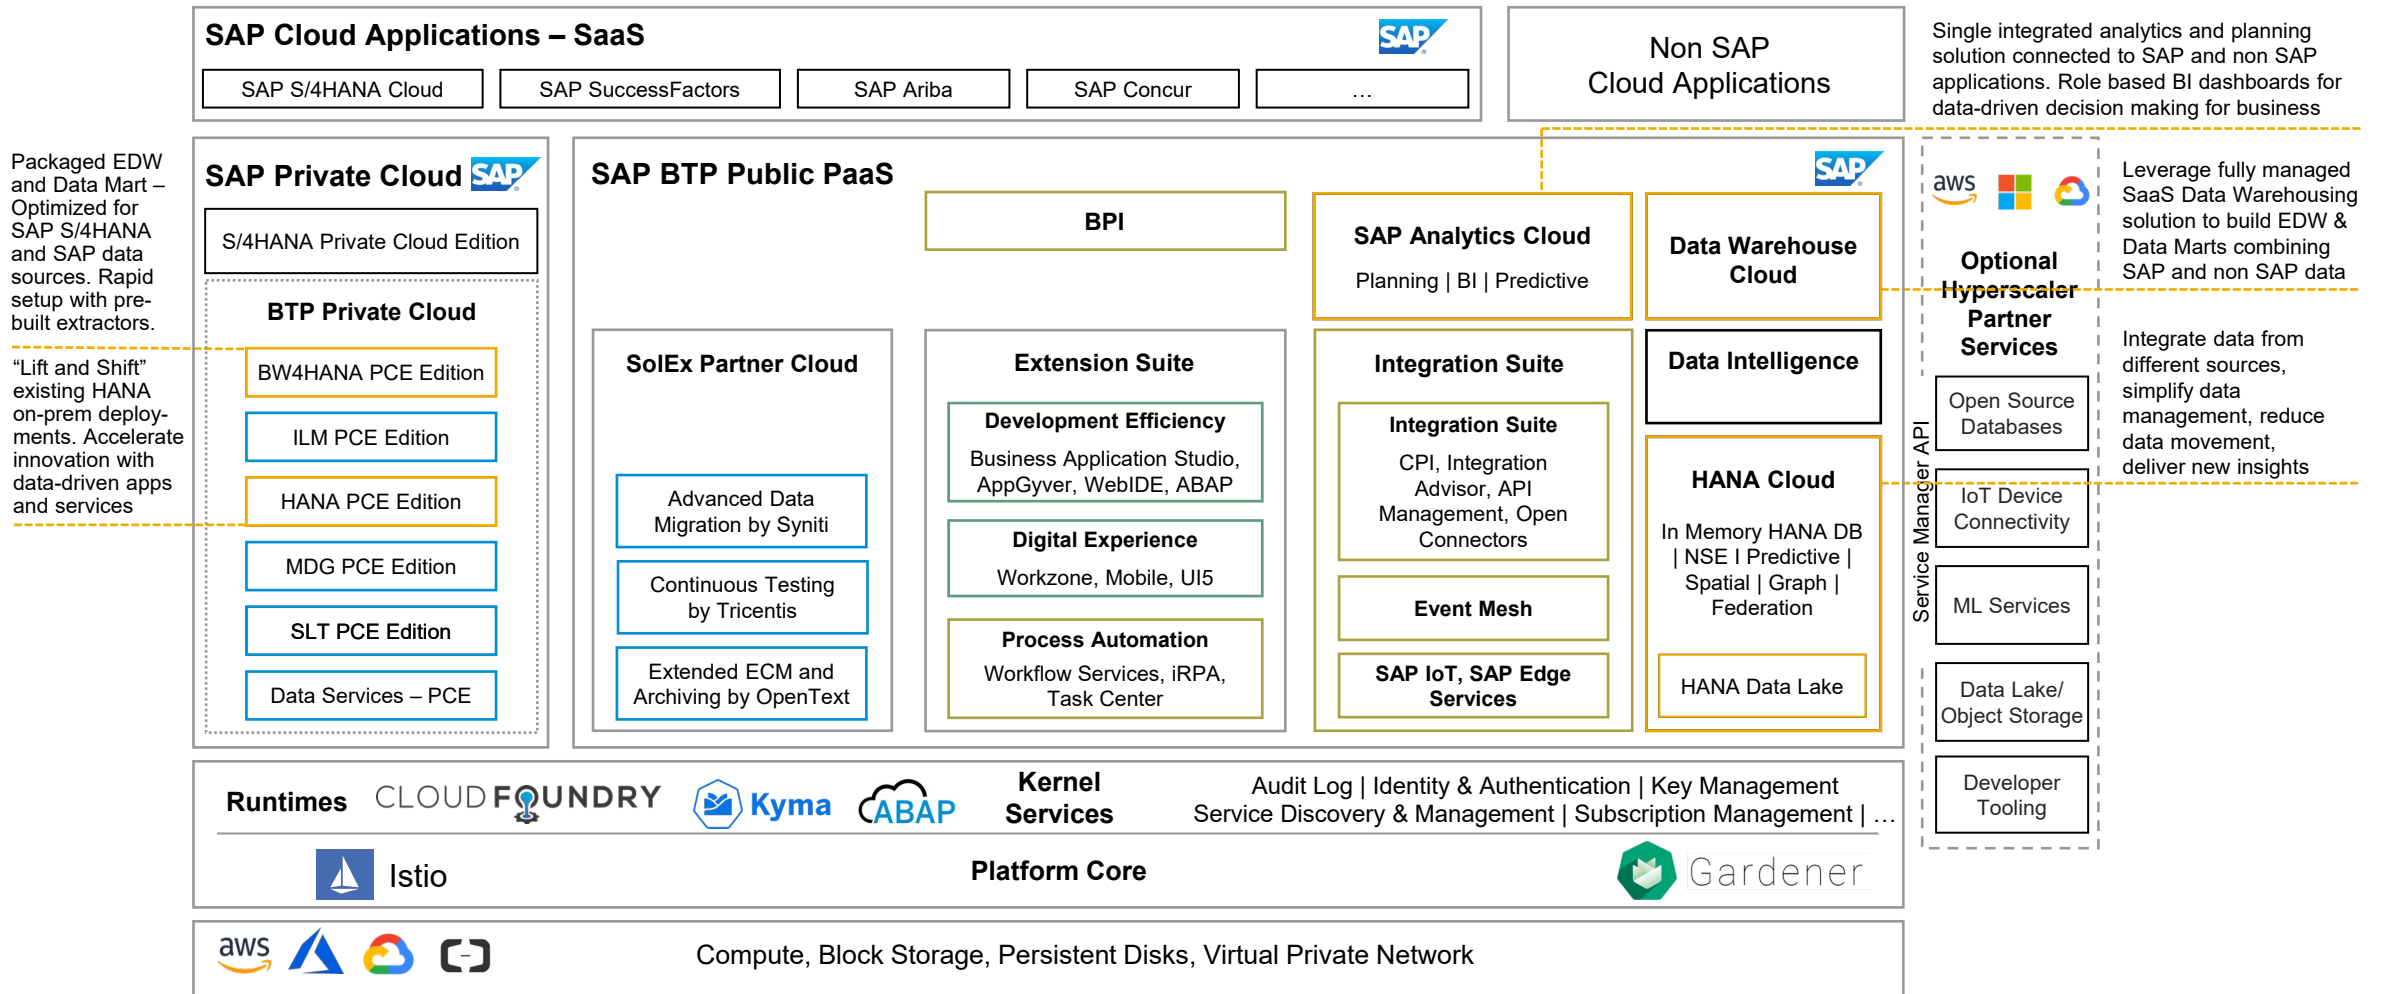 SAP Cloud Applications – SaaS
SAP
SAP S/4HANA Cloud
SAP SuccessFactors
SAP Ariba
SAP Concur
…
Non SAP
Cloud Applications
Single integrated analytics and planning
solution connected to SAP and non SAP
applications. Role based BI dashboards for
data-driven decision making for business
Packaged EDW
and Data Mart –
Optimized for
SAP S/4HANA
and SAP data
sources. Rapid
setup with pre-
built extractors.
“Lift and Shift”
existing HANA
on-prem deploy-
ments. Accelerate
innovation with
data-driven apps
and services
SAP Private Cloud
SAP
S/4HANA Private Cloud Edition
BTP Private Cloud
BW4HANA PCE Edition
ILM PCE Edition
HANA PCE Edition
MDG PCE Edition
SLT PCE Edition
Data Services – PCE
SAP BTP Public PaaS
SAP
BPI
SAP Analytics Cloud
Planning | BI | Predictive
Data Warehouse
Cloud
SolEx Partner Cloud
Advanced Data
Migration by Syniti
Continuous Testing
by Tricentis
Extended ECM and
Archiving by OpenText
Extension Suite
Development Efficiency
Business Application Studio,
AppGyver, WebIDE, ABAP
Digital Experience
Workzone, Mobile, UI5
Process Automation
Workflow Services, iRPA,
Task Center
Integration Suite
Integration Suite
CPI, Integration
Advisor, API
Management, Open
Connectors
Event Mesh
SAP IoT, SAP Edge
Services
Data Intelligence
HANA Cloud
In Memory HANA DB
| NSE I Predictive |
Spatial | Graph |
Federation
HANA Data Lake
Service Manager API
aws
Optional
Hyperscaler
Partner
Services
Open Source
Databases
IoT Device
Connectivity
ML Services
Data Lake/
Object Storage
Developer
Tooling
Leverage fully managed
SaaS Data Warehousing
solution to build EDW &
Data Marts combining
SAP and non SAP data
Integrate data from
different sources,
simplify data
management, reduce
data movement,
deliver new insights
Runtimes
CLOUD FOUNDRY
Kyma
ABAP
Kernel
Services
Audit Log | Identity & Authentication | Key Management
Service Discovery & Management | Subscription Management | …
Istio
Platform Core
Gardener
aws
Compute, Block Storage, Persistent Disks, Virtual Private Network